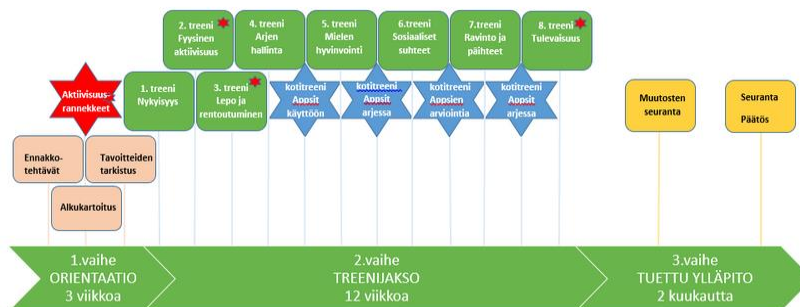 2. treeni
Fyysinen
aktiivisuus
4. treeni
Arjen
hallinta
5. treeni
Mielen
hyvinvointi
6.treeni
Sosiaaliset
suhteet
7.treeni
Ravinto ja
päihteet
8. treeni
Tulevaisuus
Aktiivisuus-
rannekkeet
1. treeni
Nykyisyys
3. treeni
Lepo ja
rentoutuminen
kotitreeni
Appsit
käyttöön
kotitreeni
Appsit
arjessa
kotitreeni
Appsien
arviointia
kotitreeni
Appsit
arjessa
Muutosten
seuranta
Seuranta
Päätös
Ennakko-
tehtävät
Tavoitteiden
tarkistus
Alkukartoitus
1.vaihe
ORIENTAATIO
3 viikkoa
2.vaihe
TREENIJAKSO
12 viikkoa
3.vaihe
TUETTU YLLÄPITO
2 kuukautta